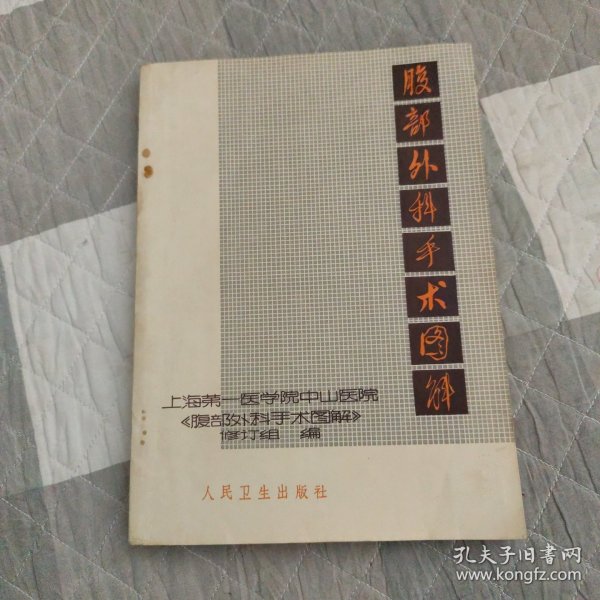 腹部外科手术图解
上海第一医学院中山医院
《腹部外科手术图解》
修订组 编
人民卫生出版社
孔夫子旧书网
www.kongfz.com